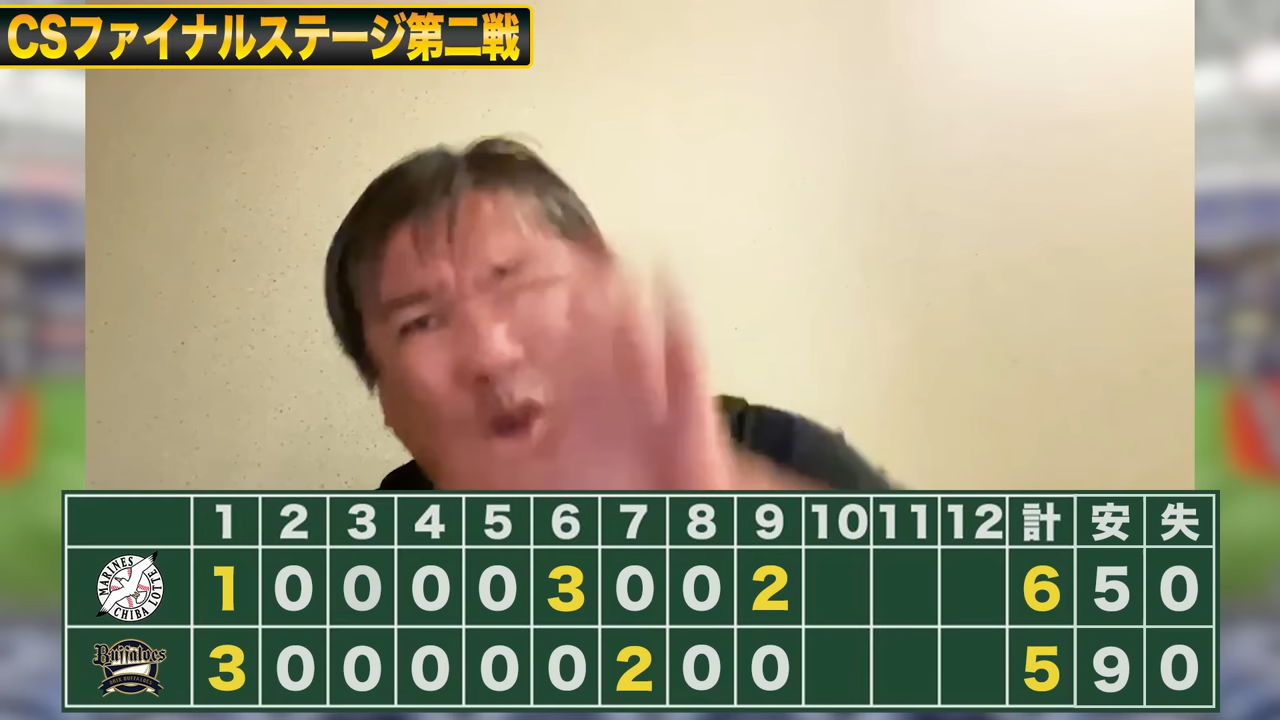 CSファイナルステージ第二戦
1 2 3 4 5 6 7 8 9 10 11 12 計 安 失
MARINES CHIBA LOTTE 1 0 0 0 0 3 0 0 2 6 5 0
Buffaloes ORIX BUFFALOES 3 0 0 0 0 0 2 0 0 5 9 0